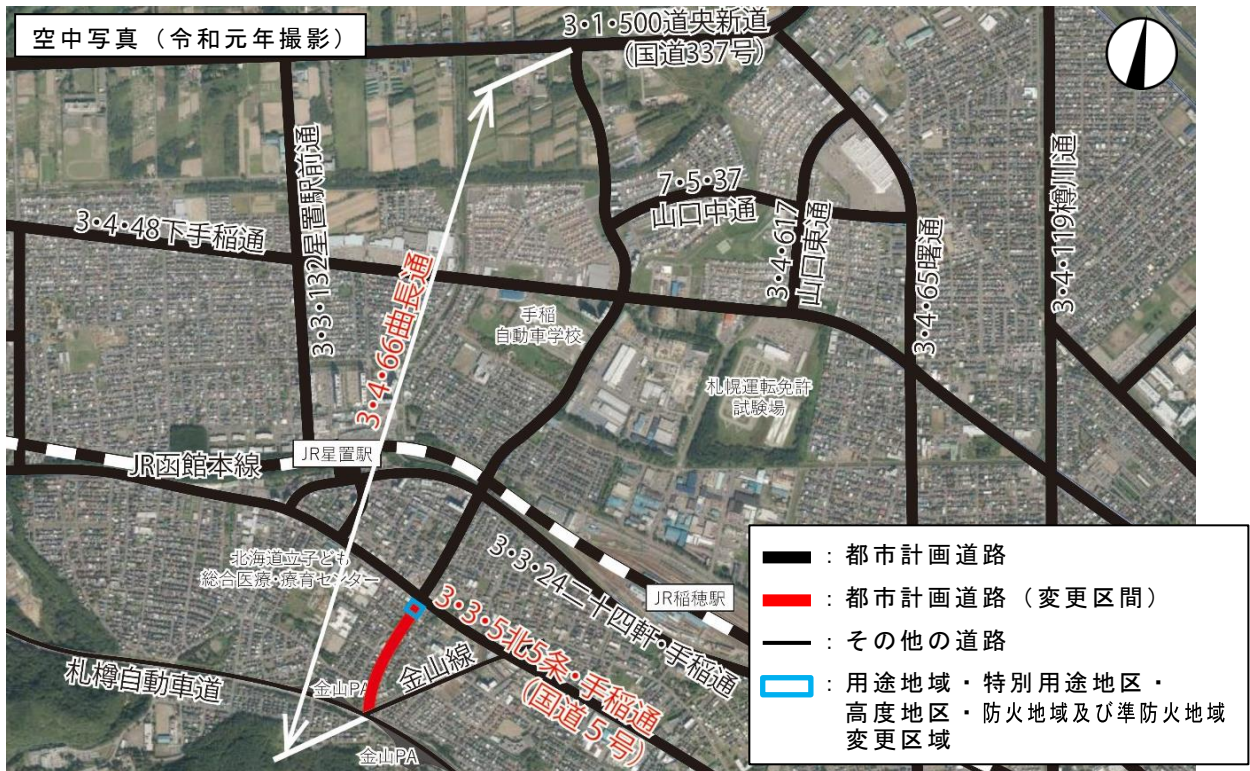 空中写真（令和元年撮影）
3・1・500道央新道
(国道337号)
3・3・132星置駅前通
7・5・37
山口中通
3・4・617
山口東通
3・4・65曙通
3・4・119樽川通
3・4・48下手稲通
3・4・66曲長通
手稲
自動車学校
札幌運転免許
試験場
JR函館本線
JR星置駅
北海道立子ども
総合医療・療育センター
3・3・24二十四軒・手稲通
JR稲穂駅
3・3・5北5条・手稲通
(国道5号)
金山線
札樽自動車道
金山PA
金山PA
：都市計画道路
：都市計画道路（変更区間）
：その他の道路
：用途地域・特別用途地区・
高度地区・防火地域及び準防火地域
変更区域